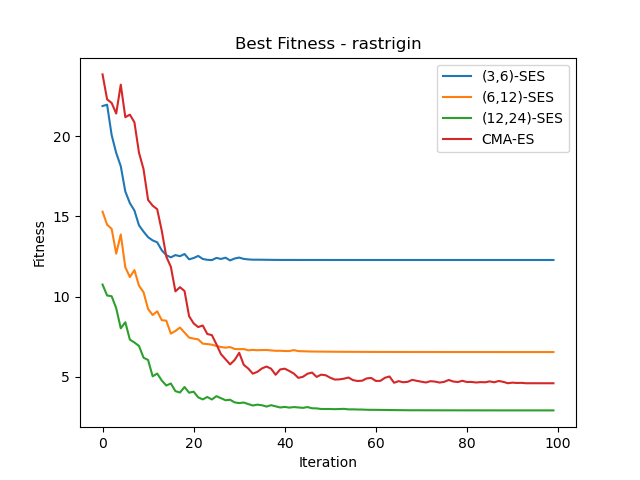 Best Fitness - rastrigin
(3,6)-SES
(6,12)-SES
(12,24)-SES
CMA-ES
Fitness
20
15
10
5
0 20 40 60 80 100
Iteration